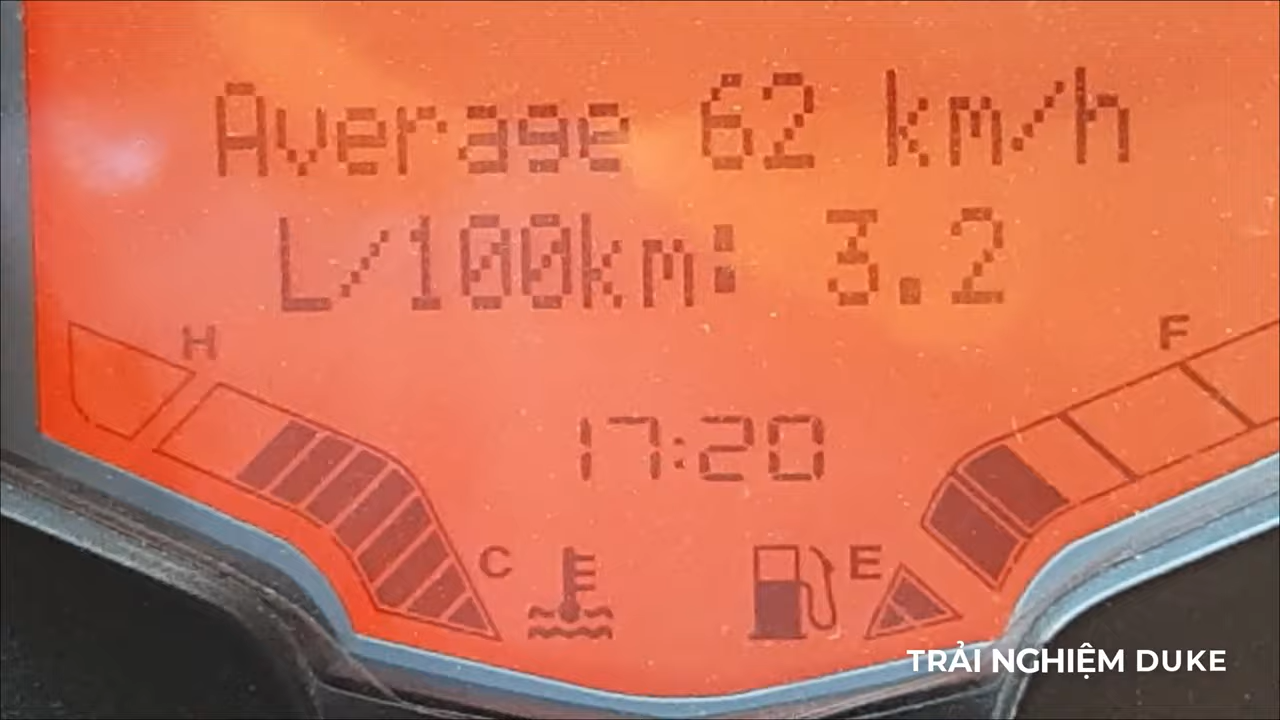 Average 62 km/h
L/100km: 3.2
H
F
17:20
C
E
TRẢI NGHIỆM DUKE